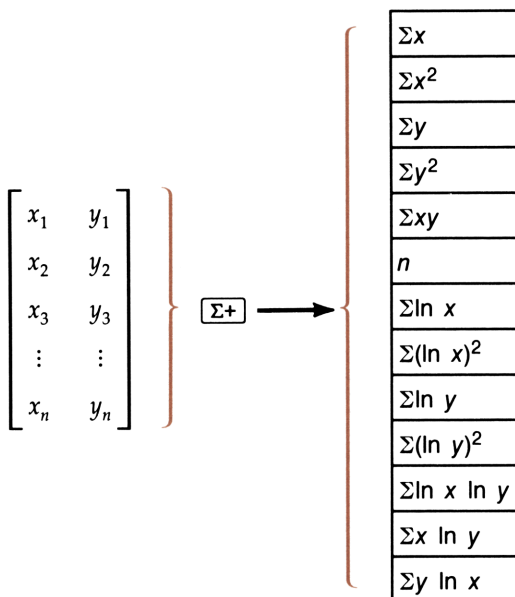 x₁ y₁
x₂ y₂
x₃ y₃
⋮ ⋮
xₙ yₙ
Σ+
Σx
Σx²
Σy
Σy²
Σxy
n
Σln x
Σ(ln x)²
Σln y
Σ(ln y)²
Σln x ln y
Σx ln y
Σy ln x